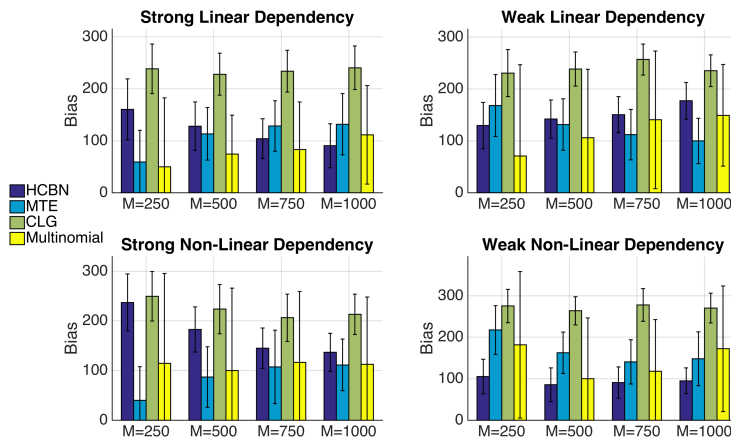 Strong Linear Dependency
300
200
100
0
Bias
M=250 M=500 M=750 M=1000
Weak Linear Dependency
300
200
100
0
Bias
M=250 M=500 M=750 M=1000
HCBN
MTE
CLG
Multinomial
Strong Non-Linear Dependency
300
200
100
0
Bias
M=250 M=500 M=750 M=1000
Weak Non-Linear Dependency
300
200
100
0
Bias
M=250 M=500 M=750 M=1000